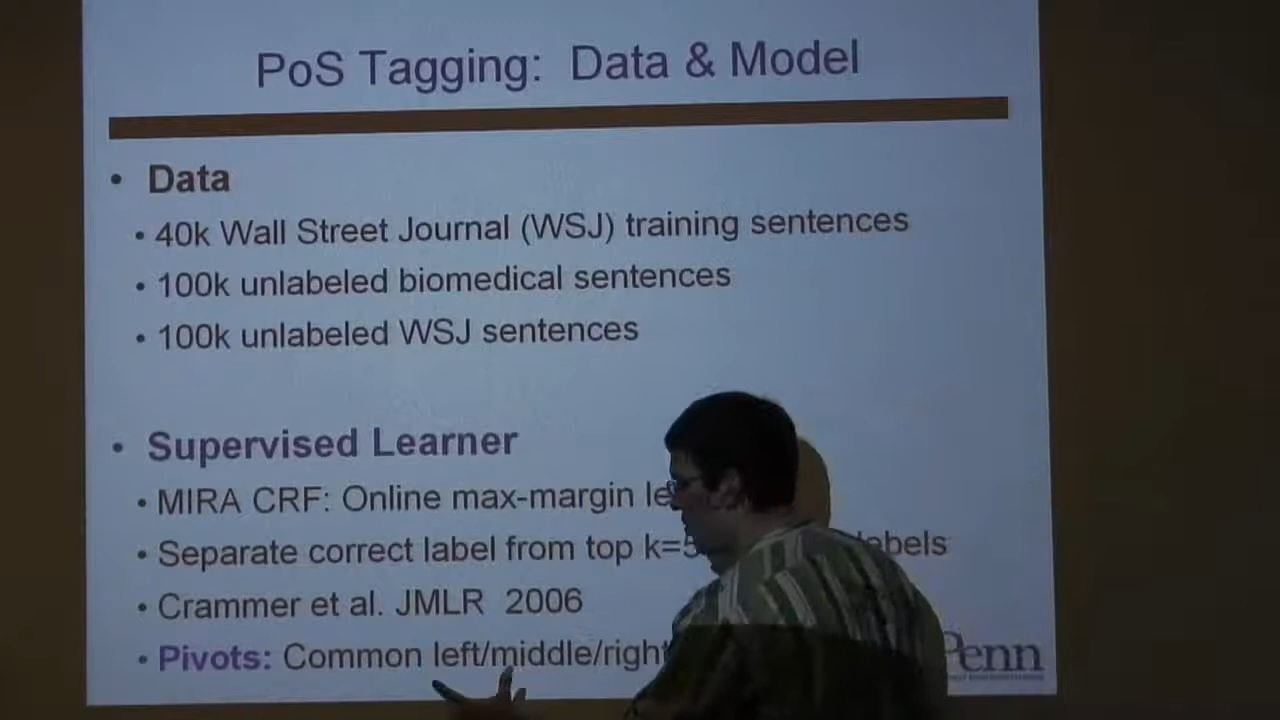 PoS Tagging: Data & Model
• Data
• 40k Wall Street Journal (WSJ) training sentences
• 100k unlabeled biomedical sentences
• 100k unlabeled WSJ sentences
• Supervised Learner
• MIRA CRF: Online max-margin
• Separate correct label from top k=5 labels
• Crammer et al. JMLR 2006
• Pivots: Common left/middle/right
Penn